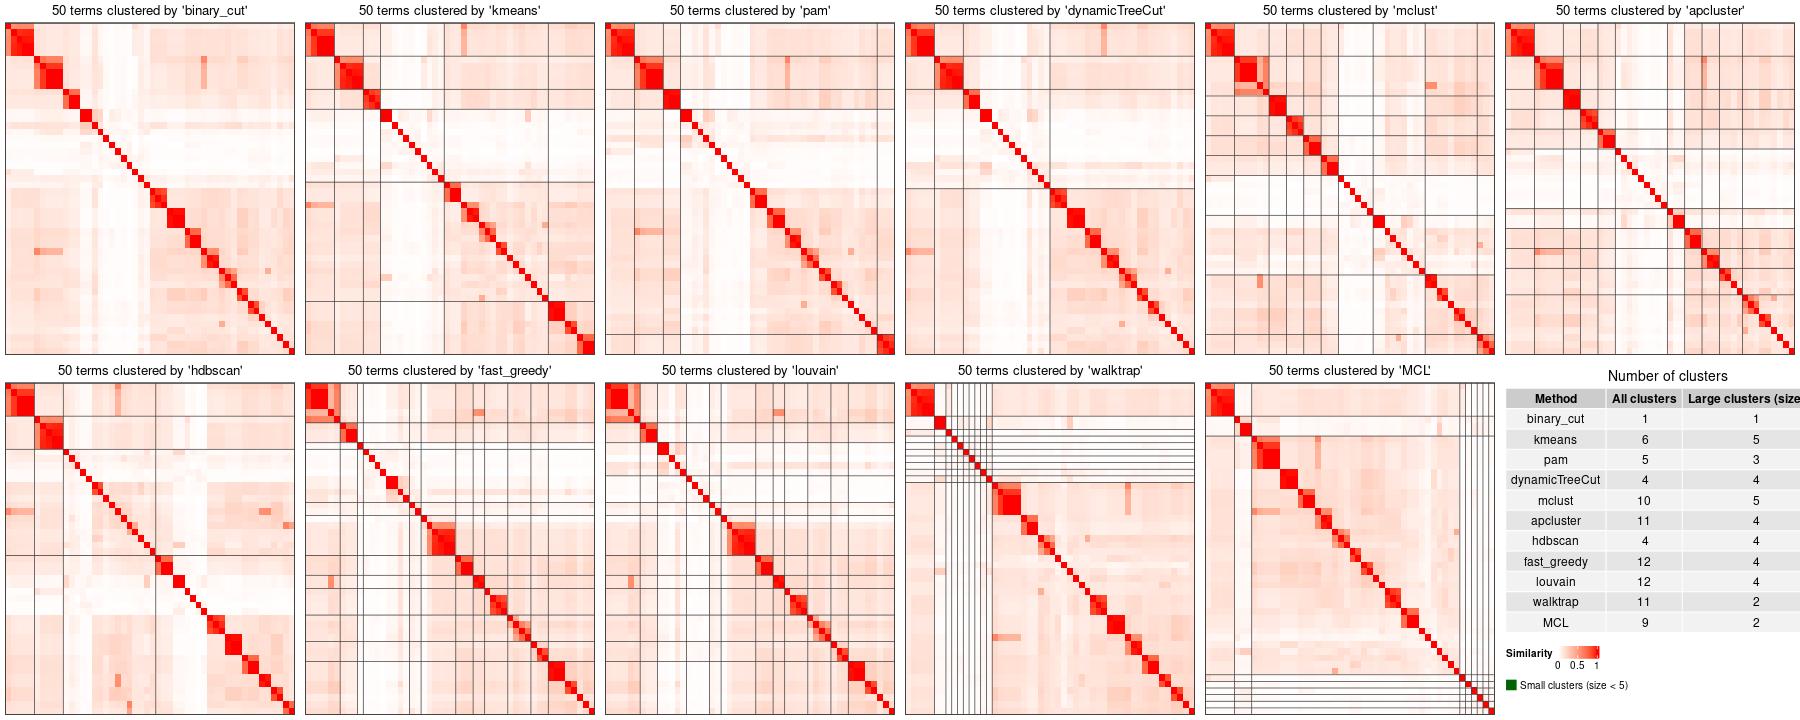 50 terms clustered by 'binary_cut'
50 terms clustered by 'kmeans'
50 terms clustered by 'pam'
50 terms clustered by 'dynamicTreeCut'
50 terms clustered by 'mclust'
50 terms clustered by 'apcluster'
50 terms clustered by 'hdbscan'
50 terms clustered by 'fast_greedy'
50 terms clustered by 'louvain'
50 terms clustered by 'walktrap'
50 terms clustered by 'MCL'
Number of clusters
Method All clusters Large clusters (size
binary_cut 1 1
kmeans 6 5
pam 5 3
dynamicTreeCut 4 4
mclust 10 5
apcluster 11 4
hdbscan 4 4
fast_greedy 12 4
louvain 12 4
walktrap 11 2
MCL 9 2
Similarity
0 0.5 1
Small clusters (size < 5)